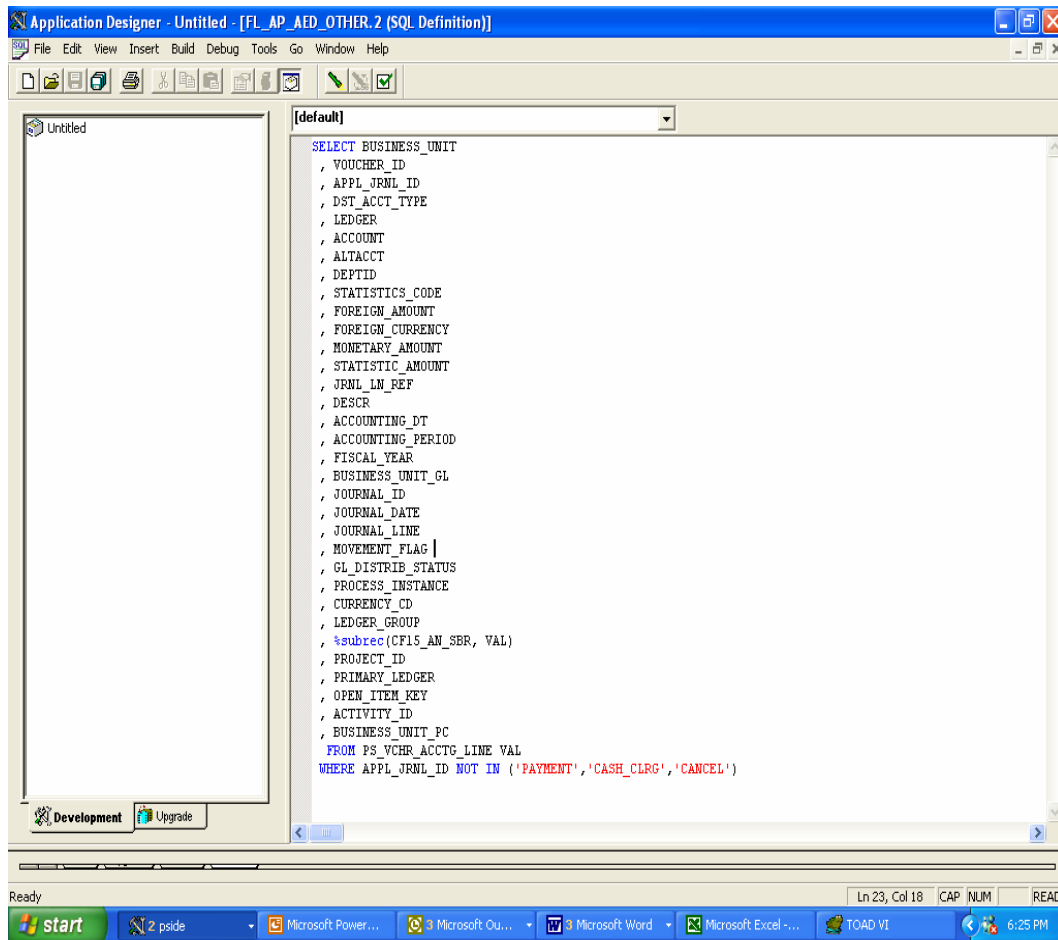 Application Designer - Untitled - [FL_AP_AED_OTHER.2 (SQL Definition)]
File Edit View Insert Build Debug Tools Go Window Help
Untitled
[default]
SELECT BUSINESS_UNIT
, VOUCHER_ID
, APPL_JRNL_ID
, DST_ACCT_TYPE
, LEDGER
, ACCOUNT
, ALTACCT
, DEPTID
, STATISTICS_CODE
, FOREIGN_AMOUNT
, FOREIGN_CURRENCY
, MONETARY_AMOUNT
, STATISTIC_AMOUNT
, JRNL_LN_REF
, DESCR
, ACCOUNTING_DT
, ACCOUNTING_PERIOD
, FISCAL_YEAR
, BUSINESS_UNIT_GL
, JOURNAL_ID
, JOURNAL_DATE
, JOURNAL_LINE
, MOVEMENT_FLAG
, GL_DISTRIB_STATUS
, PROCESS_INSTANCE
, CURRENCY_CD
, LEDGER_GROUP
, %subrec(CF15_AN_SBR, VAL)
, PROJECT_ID
, PRIMARY_LEDGER
, OPEN_ITEM_KEY
, ACTIVITY_ID
, BUSINESS_UNIT_PC
FROM PS_VCHR_ACCTG_LINE VAL
WHERE APPL_JRNL_ID NOT IN ('PAYMENT','CASH_CLRG','CANCEL')
Development Upgrade
Ready Ln 23, Col 18 CAP NUM READ
start 2 pside Microsoft Power... 3 Microsoft Ou... 3 Microsoft Word Microsoft Excel -... TOAD VI 6:25 PM